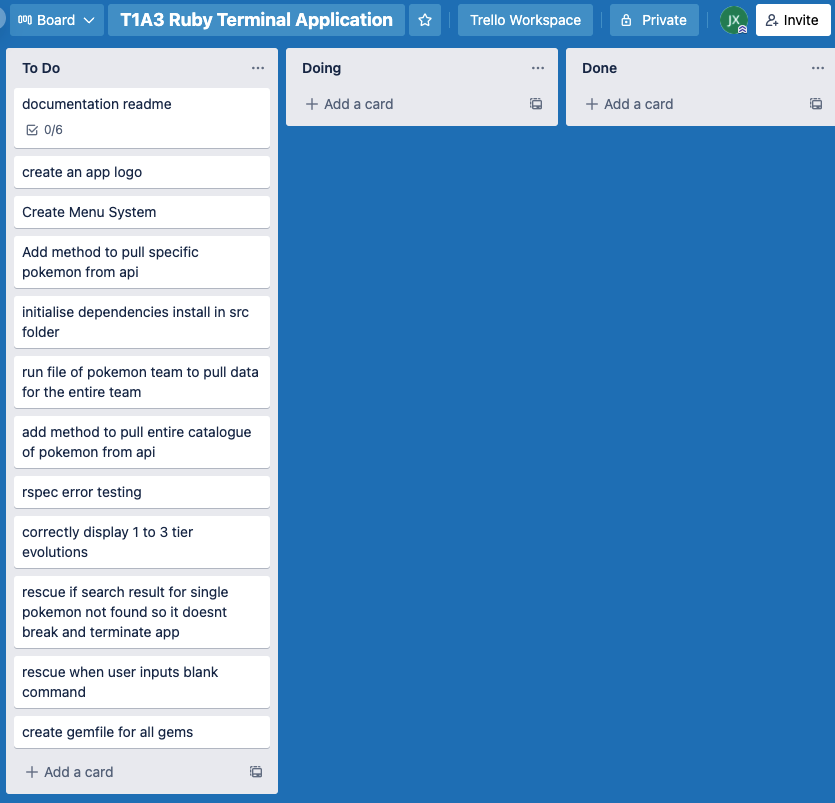 Board
T1A3 Ruby Terminal Application
Trello Workspace
Private
JX
Invite
To Do
documentation readme
0/6
create an app logo
Create Menu System
Add method to pull specific
pokemon from api
initialise dependencies install in src
folder
run file of pokemon team to pull data
for the entire team
add method to pull entire catalogue
of pokemon from api
rspec error testing
correctly display 1 to 3 tier
evolutions
rescue if search result for single
pokemon not found so it doesnt
break and terminate app
rescue when user inputs blank
command
create gemfile for all gems
Add a card
Doing
Add a card
Done
Add a card